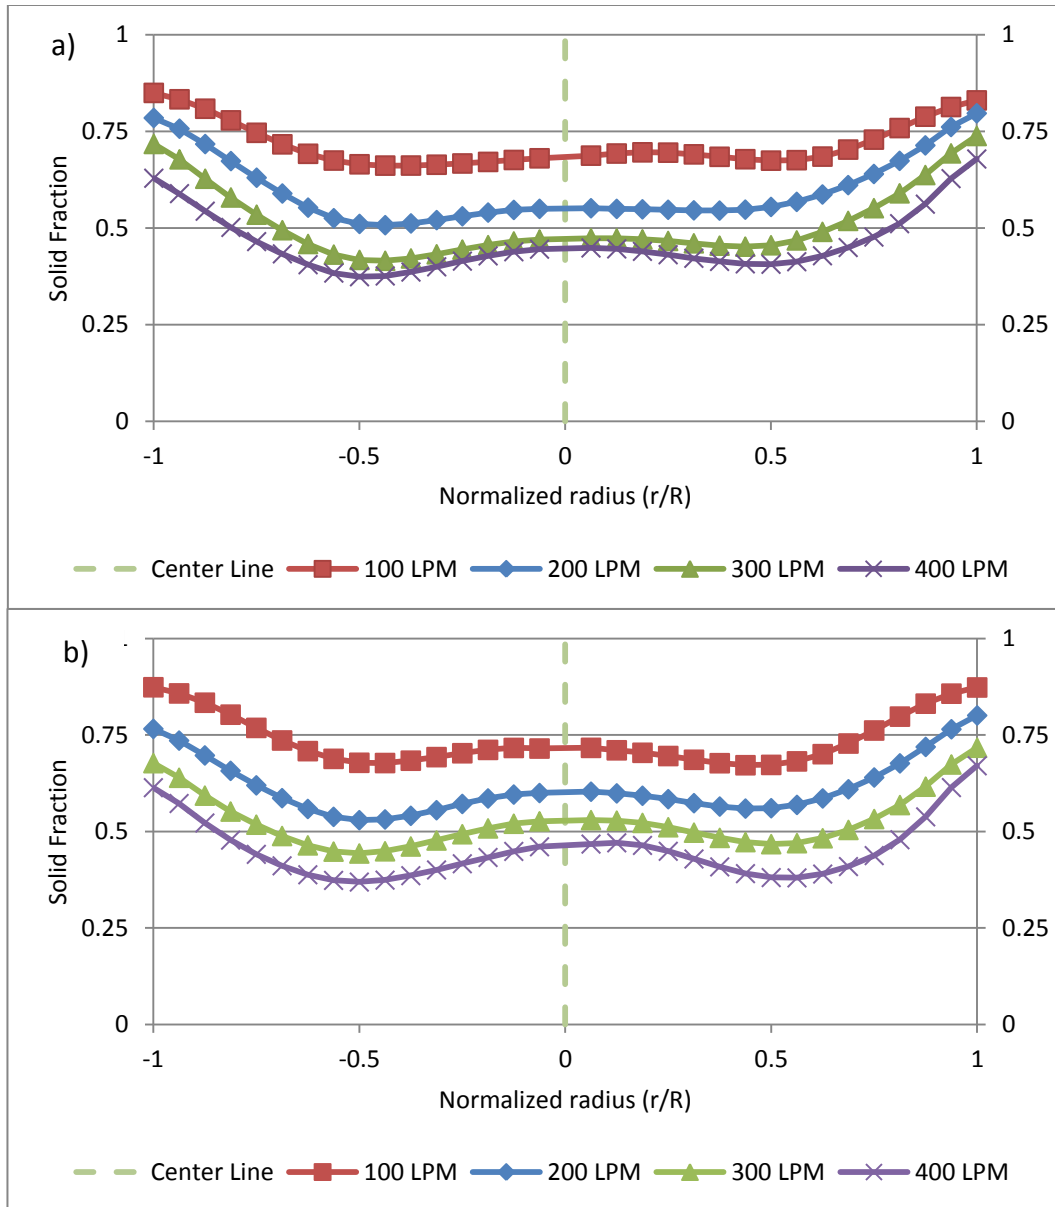 a)
1 1
0.75 0.75
Solid Fraction
0.5 0.5
0.25 0.25
0 0
-1 -0.5 0 0.5 1
Normalized radius (r/R)
Center Line 100 LPM 200 LPM 300 LPM 400 LPM
b)
1
0.75 0.75
Solid Fraction
0.5 0.5
0.25 0.25
0 0
-1 -0.5 0 0.5 1
Normalized radius (r/R)
Center Line 100 LPM 200 LPM 300 LPM 400 LPM